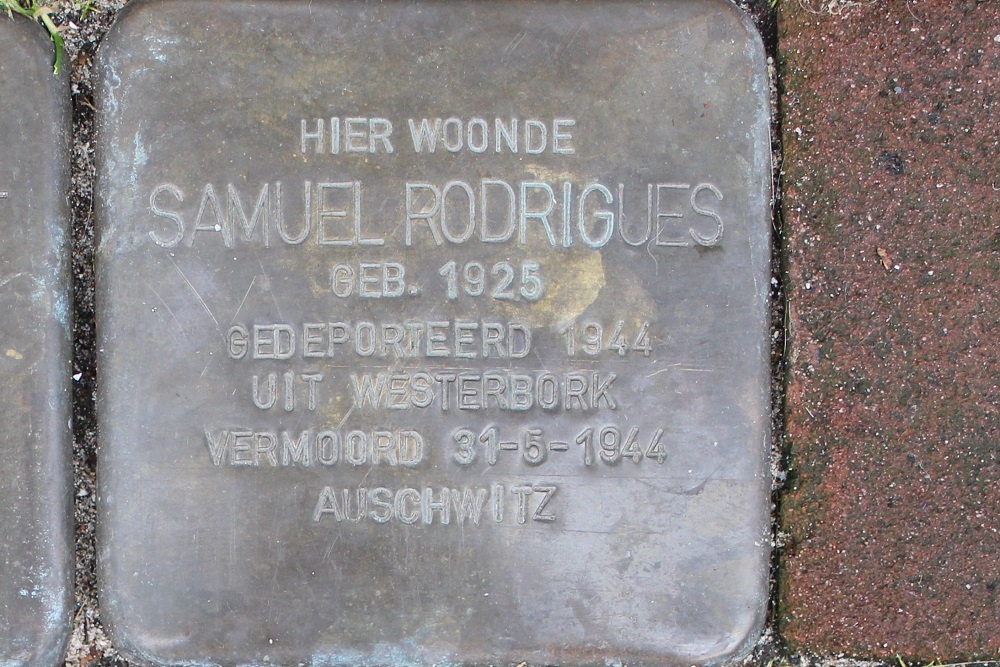 HIER WOONDE
SAMUEL RODRIGUES
GEB. 1925
GEDEPORTEERD 1944
UIT WESTERBORK
VERMOORD 31-5-1944
AUSCHWITZ